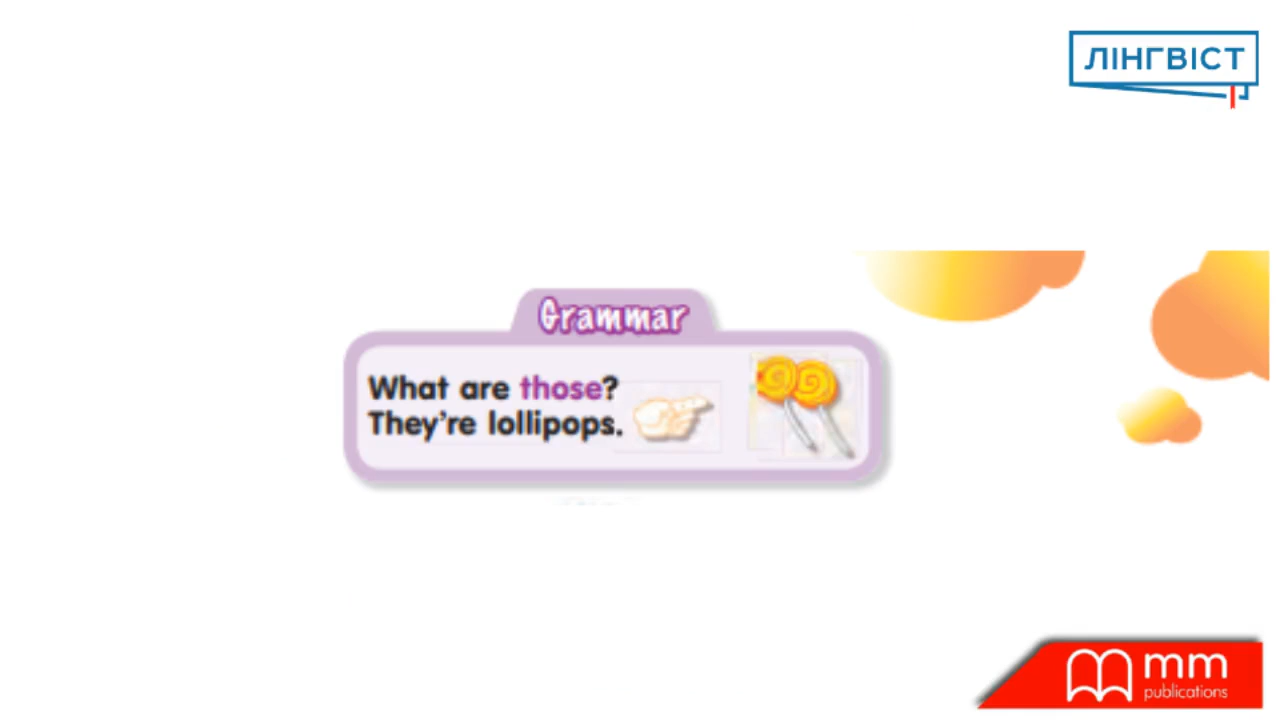 ЛІНГВІСТ
Grammar
What are those?
They're lollipops.
mm
publications